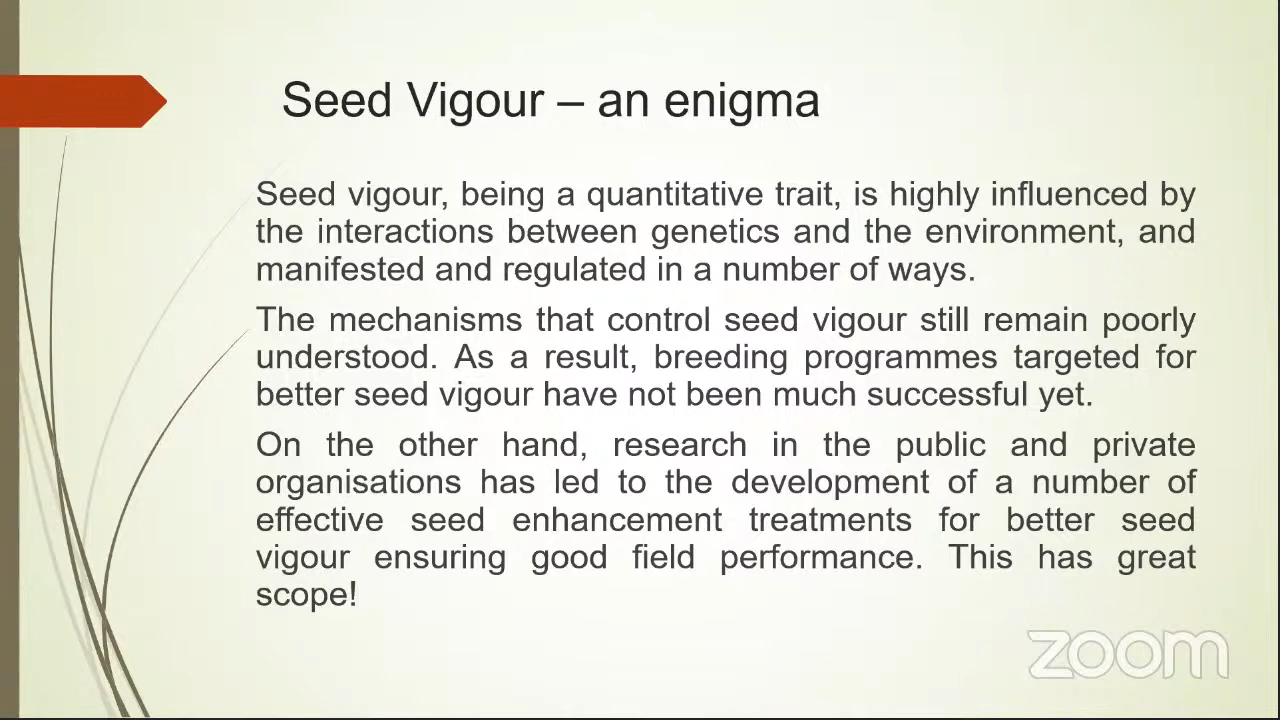 Seed Vigour – an enigma
Seed vigour, being a quantitative trait, is highly influenced by
the interactions between genetics and the environment, and
manifested and regulated in a number of ways.
The mechanisms that control seed vigour still remain poorly
understood. As a result, breeding programmes targeted for
better seed vigour have not been much successful yet.
On the other hand, research in the public and private
organisations has led to the development of a number of
effective seed enhancement treatments for better seed
vigour ensuring good field performance. This has great
scope!
zoom